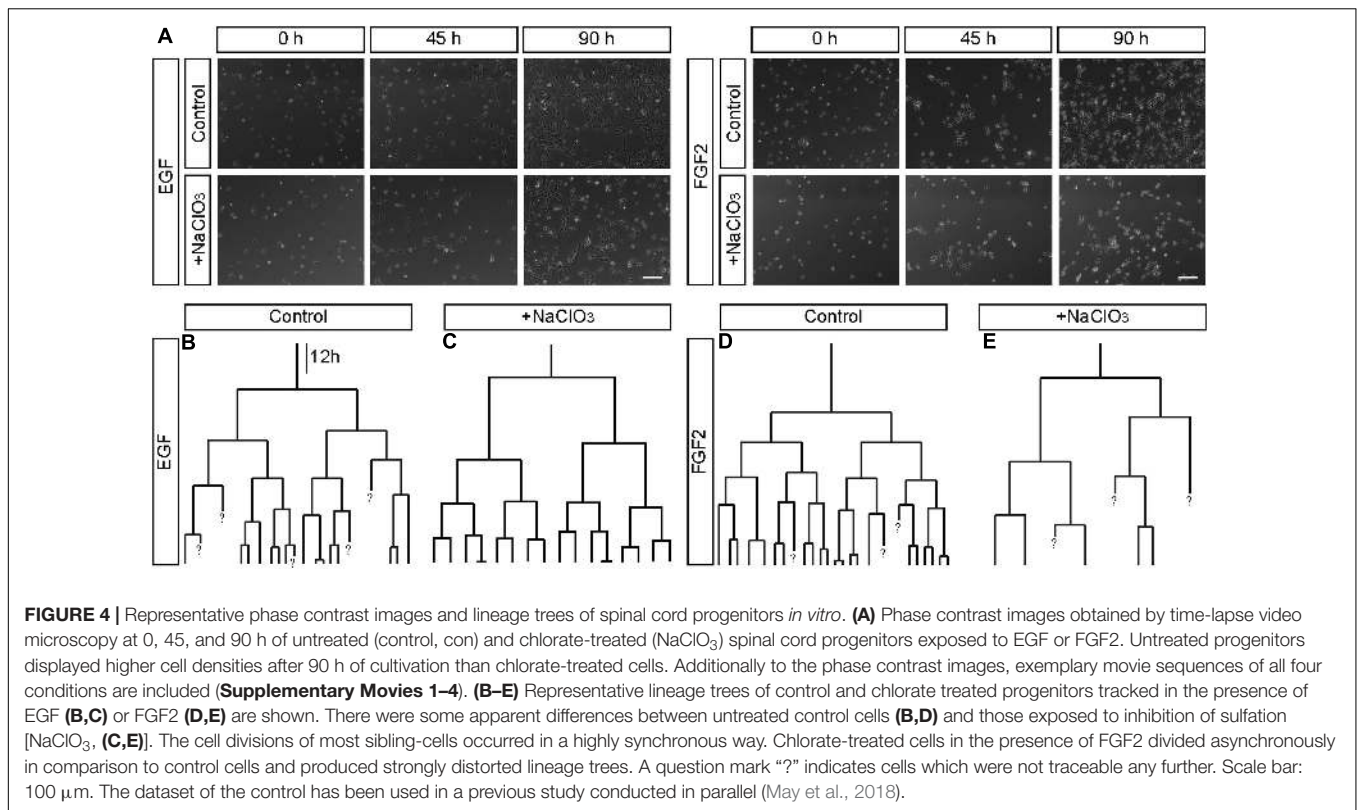 A
0 h 45 h 90 h
0 h 45 h 90 h
EGF
Control
+NaClO₃
FGF2
Control
+NaClO₃
Control
+NaClO₃
Control
+NaClO₃
B
C
D
E
12h
EGF
FGF2
? ? ? ? ? ? ? ? ? ? ?
FIGURE 4 | Representative phase contrast images and lineage trees of spinal cord progenitors in vitro. (A) Phase contrast images obtained by time-lapse video
microscopy at 0, 45, and 90 h of untreated (control, con) and chlorate-treated (NaClO₃) spinal cord progenitors exposed to EGF or FGF2. Untreated progenitors
displayed higher cell densities after 90 h of cultivation than chlorate-treated cells. Additionally to the phase contrast images, exemplary movie sequences of all four
conditions are included (Supplementary Movies 1–4). (B–E) Representative lineage trees of control and chlorate treated progenitors tracked in the presence of
EGF (B,C) or FGF2 (D,E) are shown. There were some apparent differences between untreated control cells (B,D) and those exposed to inhibition of sulfation
[NaClO₃, (C,E)]. The cell divisions of most sibling-cells occurred in a highly synchronous way. Chlorate-treated cells in the presence of FGF2 divided asynchronously
in comparison to control cells and produced strongly distorted lineage trees. A question mark “?” indicates cells which were not traceable any further. Scale bar:
100 μm. The dataset of the control has been used in a previous study conducted in parallel (May et al., 2018).